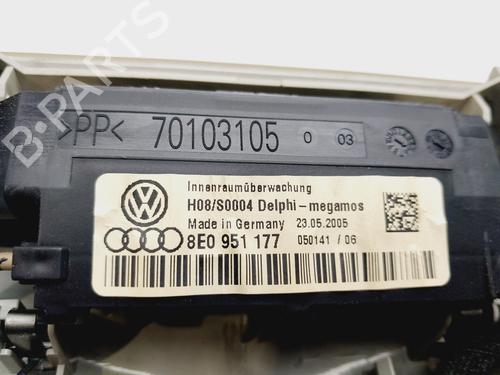 >PP< 70103105 0 03
B-PARTS
Innenraumüberwachung
H08/S0004 Delphi-megamos
Made in Germany 23.05.2005
8E0 951 177 050141 / 06